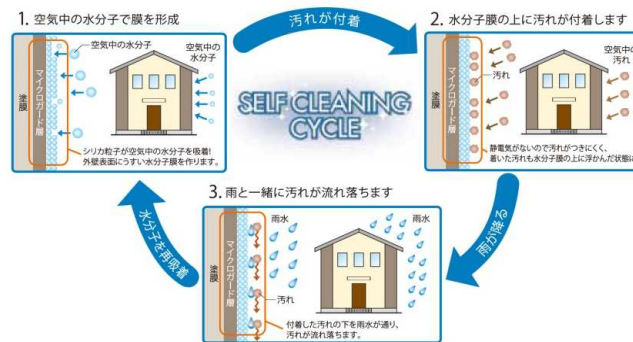 1. 空気中の水分子で膜を形成
空気中の水分子
空気中の
水分子
塗膜
マイクロガード層
シリカ粒子が空気中の水分子を吸着!
外壁表面にうすい水分子膜を作ります。
汚れが付着
SELF CLEANING
CYCLE
2. 水分子膜の上に汚れが付着します
空気中の
汚れ
汚れ
塗膜
マイクロガード層
静電気がないので汚れがつきにくく、
着いた汚れも水分子膜の上に浮かんだ状態に
雨が降る
3. 雨と一緒に汚れが流れ落ちます
雨水
雨水
塗膜
マイクロガード層
汚れ
付着した汚れの下を雨水が通り、
汚れが流れ落ちます。
水分子を再吸着